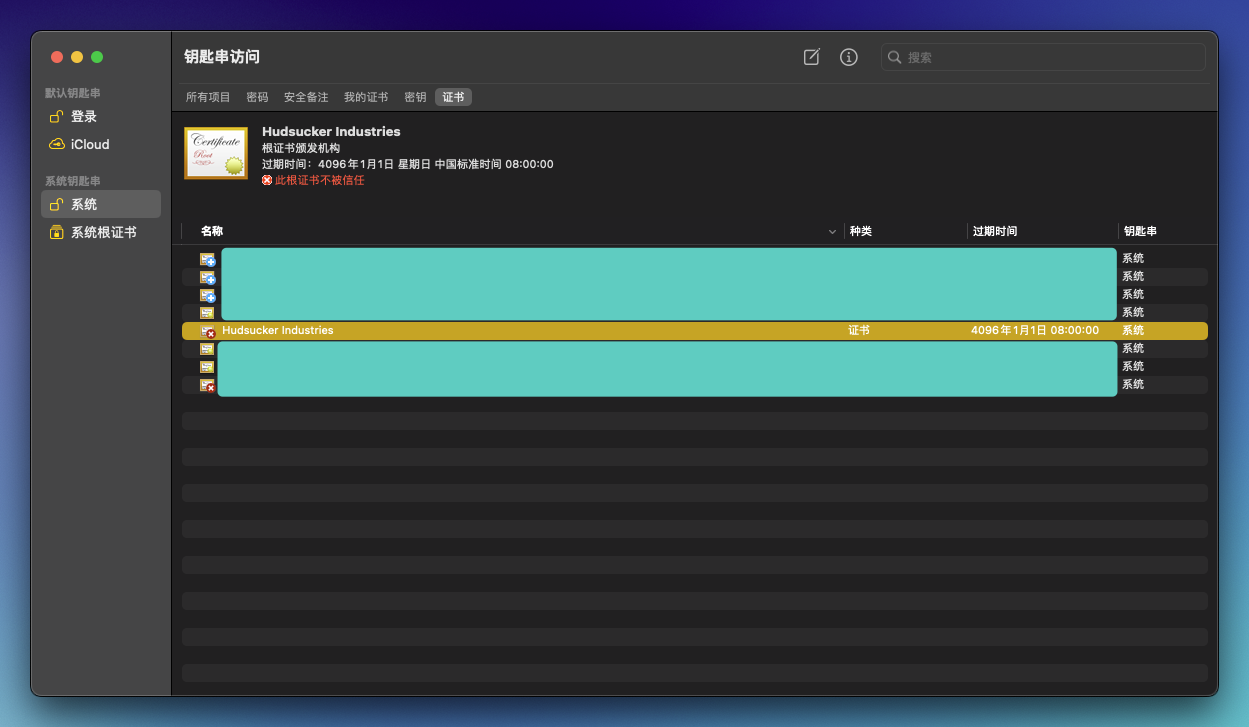 钥匙串访问
搜索
默认钥匙串
登录
iCloud
系统钥匙串
系统
系统根证书
所有项目 密码 安全备注 我的证书 密钥 证书
Certificate
Root
Hudsucker Industries
根证书颁发机构
过期时间：4096年1月1日 星期日 中国标准时间 08:00:00
此根证书不被信任
名称 种类 过期时间 钥匙串
系统
系统
系统
系统
Hudsucker Industries 证书 4096年1月1日 08:00:00 系统
系统
系统
系统